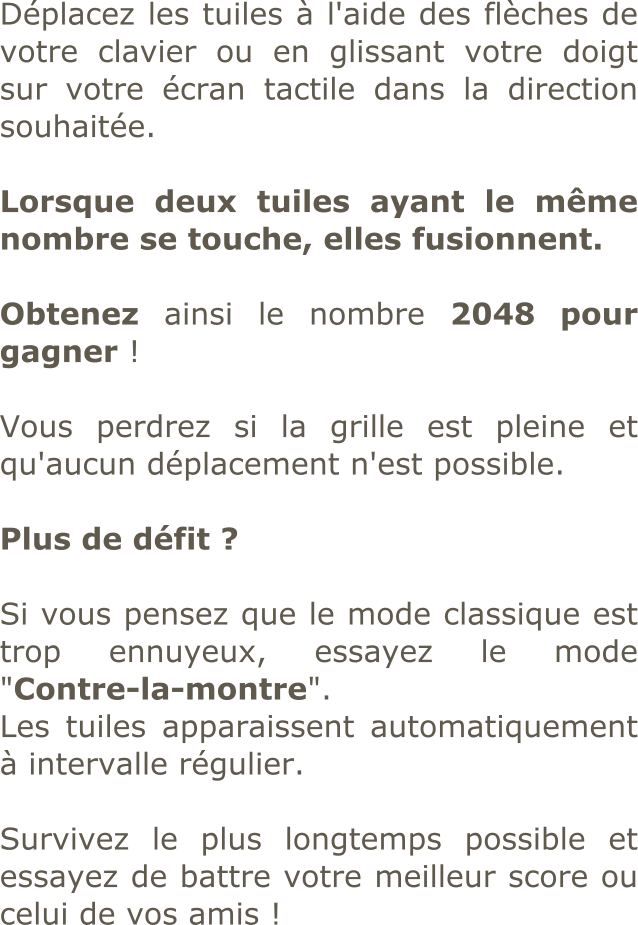 Déplacez les tuiles à l'aide des flèches de
votre clavier ou en glissant votre doigt
sur votre écran tactile dans la direction
souhaitée.
Lorsque deux tuiles ayant le même
nombre se touche, elles fusionnent.
Obtenez ainsi le nombre 2048 pour
gagner !
Vous perdrez si la grille est pleine et
qu'aucun déplacement n'est possible.
Plus de défit ?
Si vous pensez que le mode classique est
trop ennuyeux, essayez le mode
"Contre-la-montre".
Les tuiles apparaissent automatiquement
à intervalle régulier.
Survivez le plus longtemps possible et
essayez de battre votre meilleur score ou
celui de vos amis !